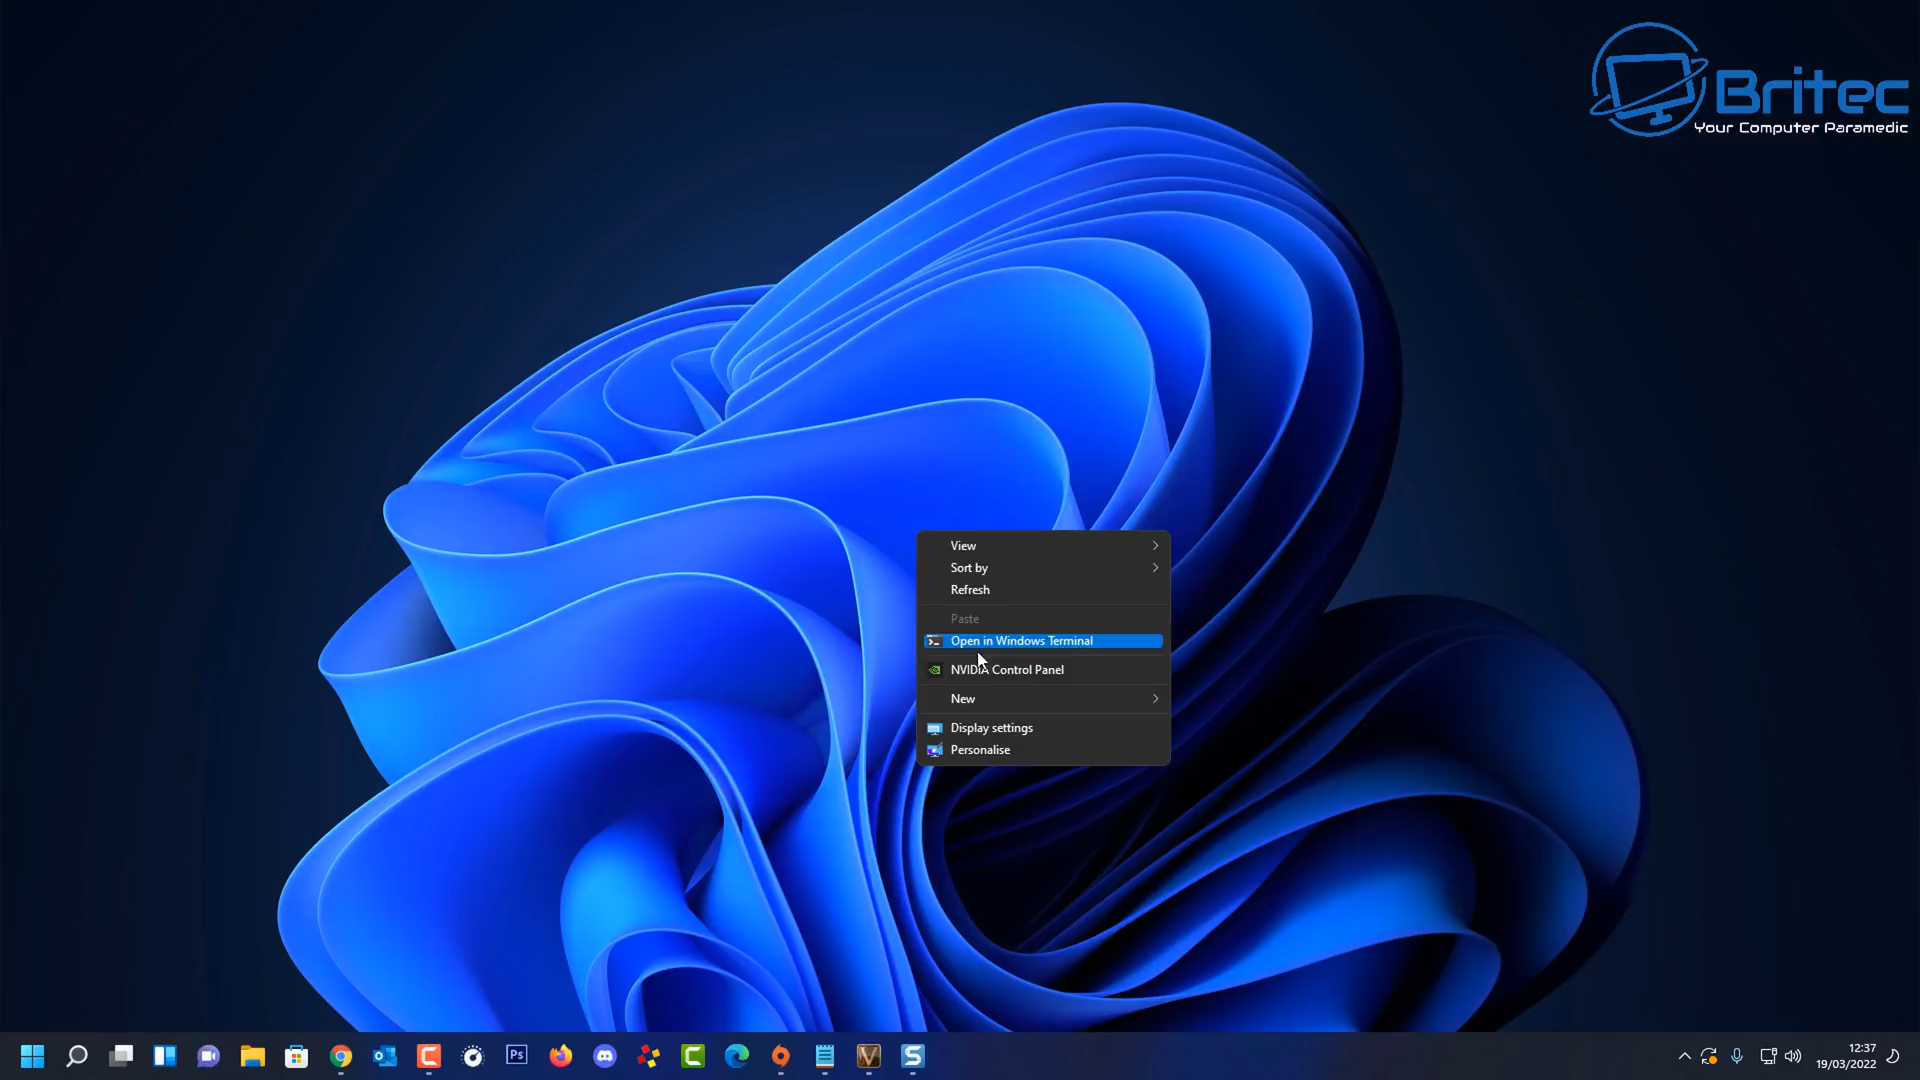 Britec
Your Computer Paramedic
View
Sort by
Refresh
Paste
Open in Windows Terminal
NVIDIA Control Panel
New
Display settings
Personalise
Ps
12:37
19/03/2022